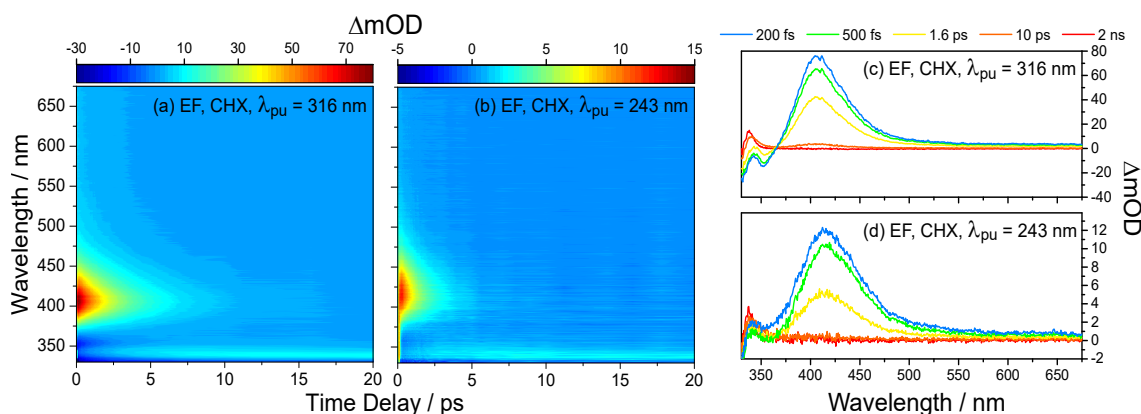 ΔmOD
-30 -10 10 30 50 70
-5 0 5 10 15
(a) EF, CHX, λpu = 316 nm
(b) EF, CHX, λpu = 243 nm
Wavelength / nm
650
600
550
500
450
400
350
0 5 10 15 20
0 5 10 15 20
Time Delay / ps
200 fs 500 fs 1.6 ps 10 ps 2 ns
(c) EF, CHX, λpu = 316 nm
80
60
40
20
0
-20
-40
ΔmOD
(d) EF, CHX, λpu = 243 nm
12
10
8
6
4
2
0
-2
350 400 450 500 550 600 650
Wavelength / nm